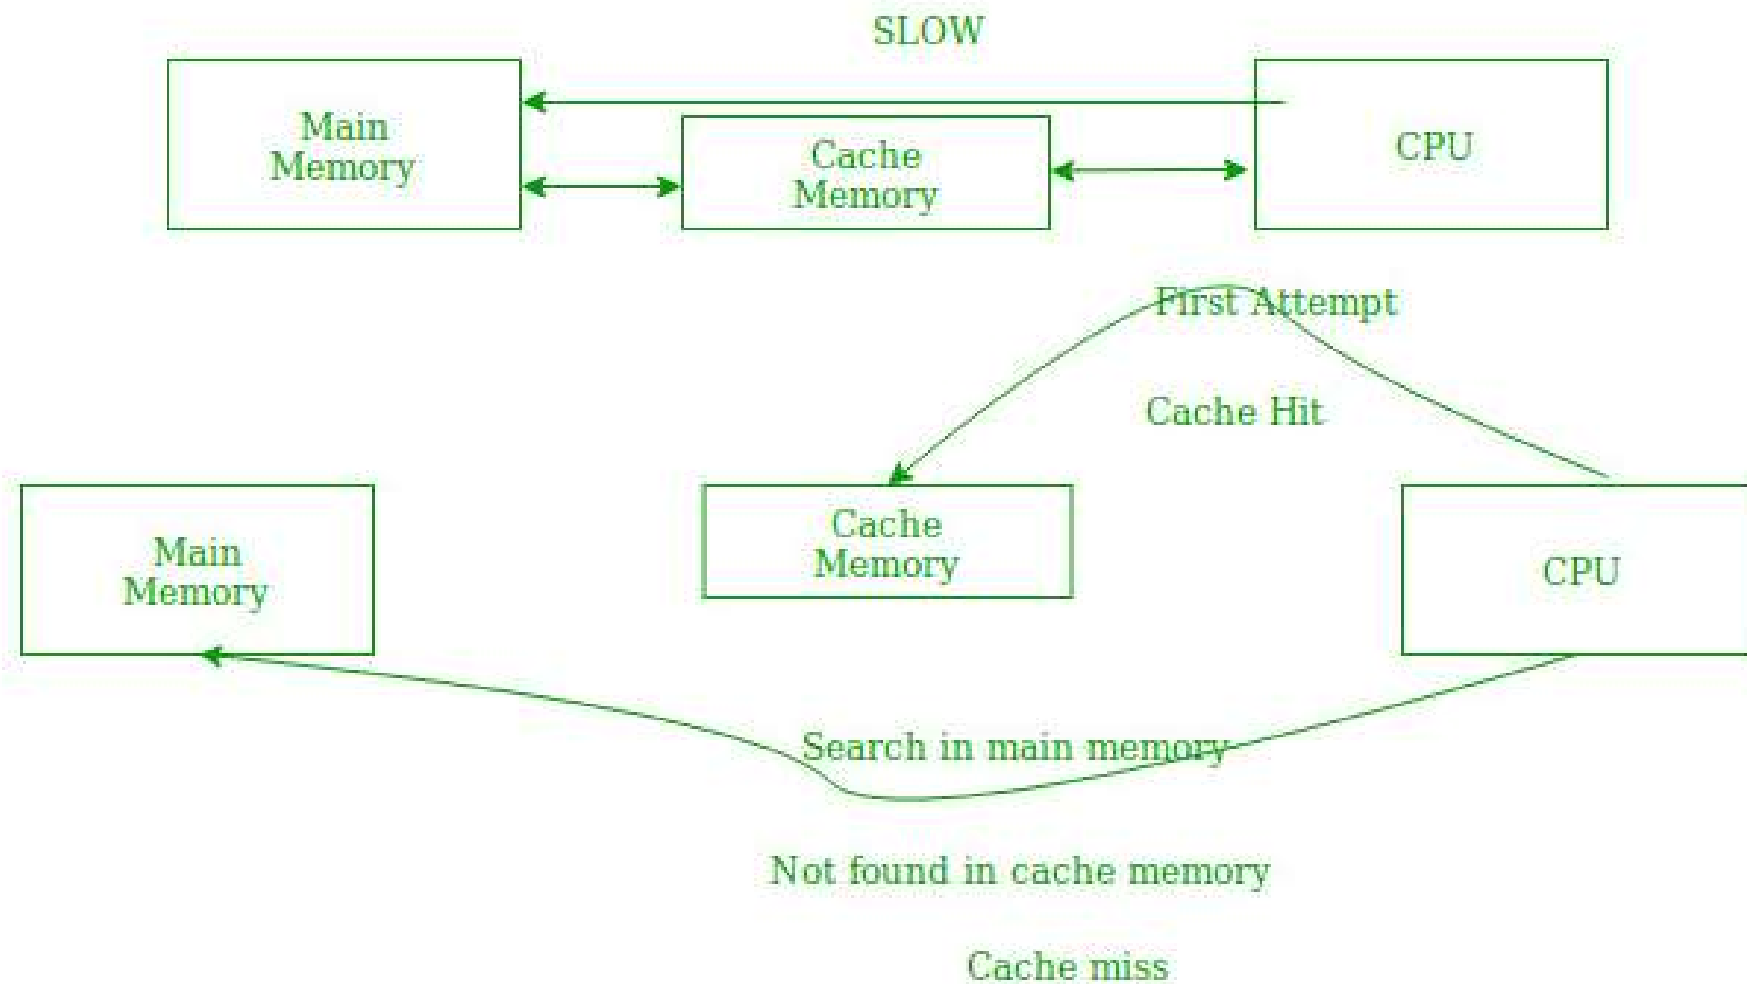 SLOW
Main
Memory
Cache
Memory
CPU
First Attempt
Cache Hit
Main
Memory
Cache
Memory
CPU
Search in main memory
Not found in cache memory
Cache miss